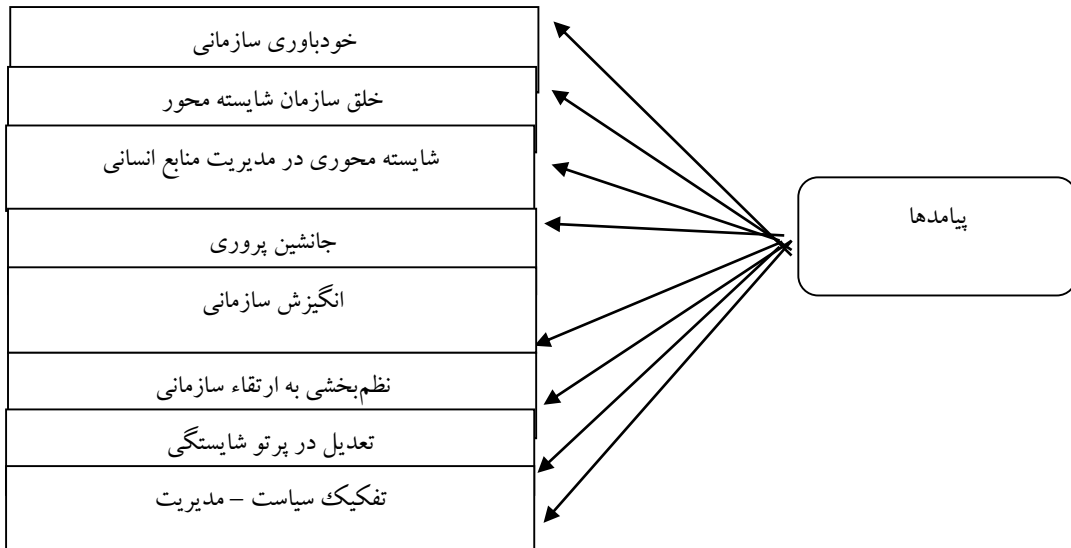 خودباوری سازمانی
خلق سازمان شایسته محور
شایسته محوری در مدیریت منابع انسانی
جانشین پروری
انگیزش سازمانی
نظم‌بخشی به ارتقاء سازمانی
تعدیل در پرتو شایستگی
تفکیک سیاست – مدیریت
پیامدها